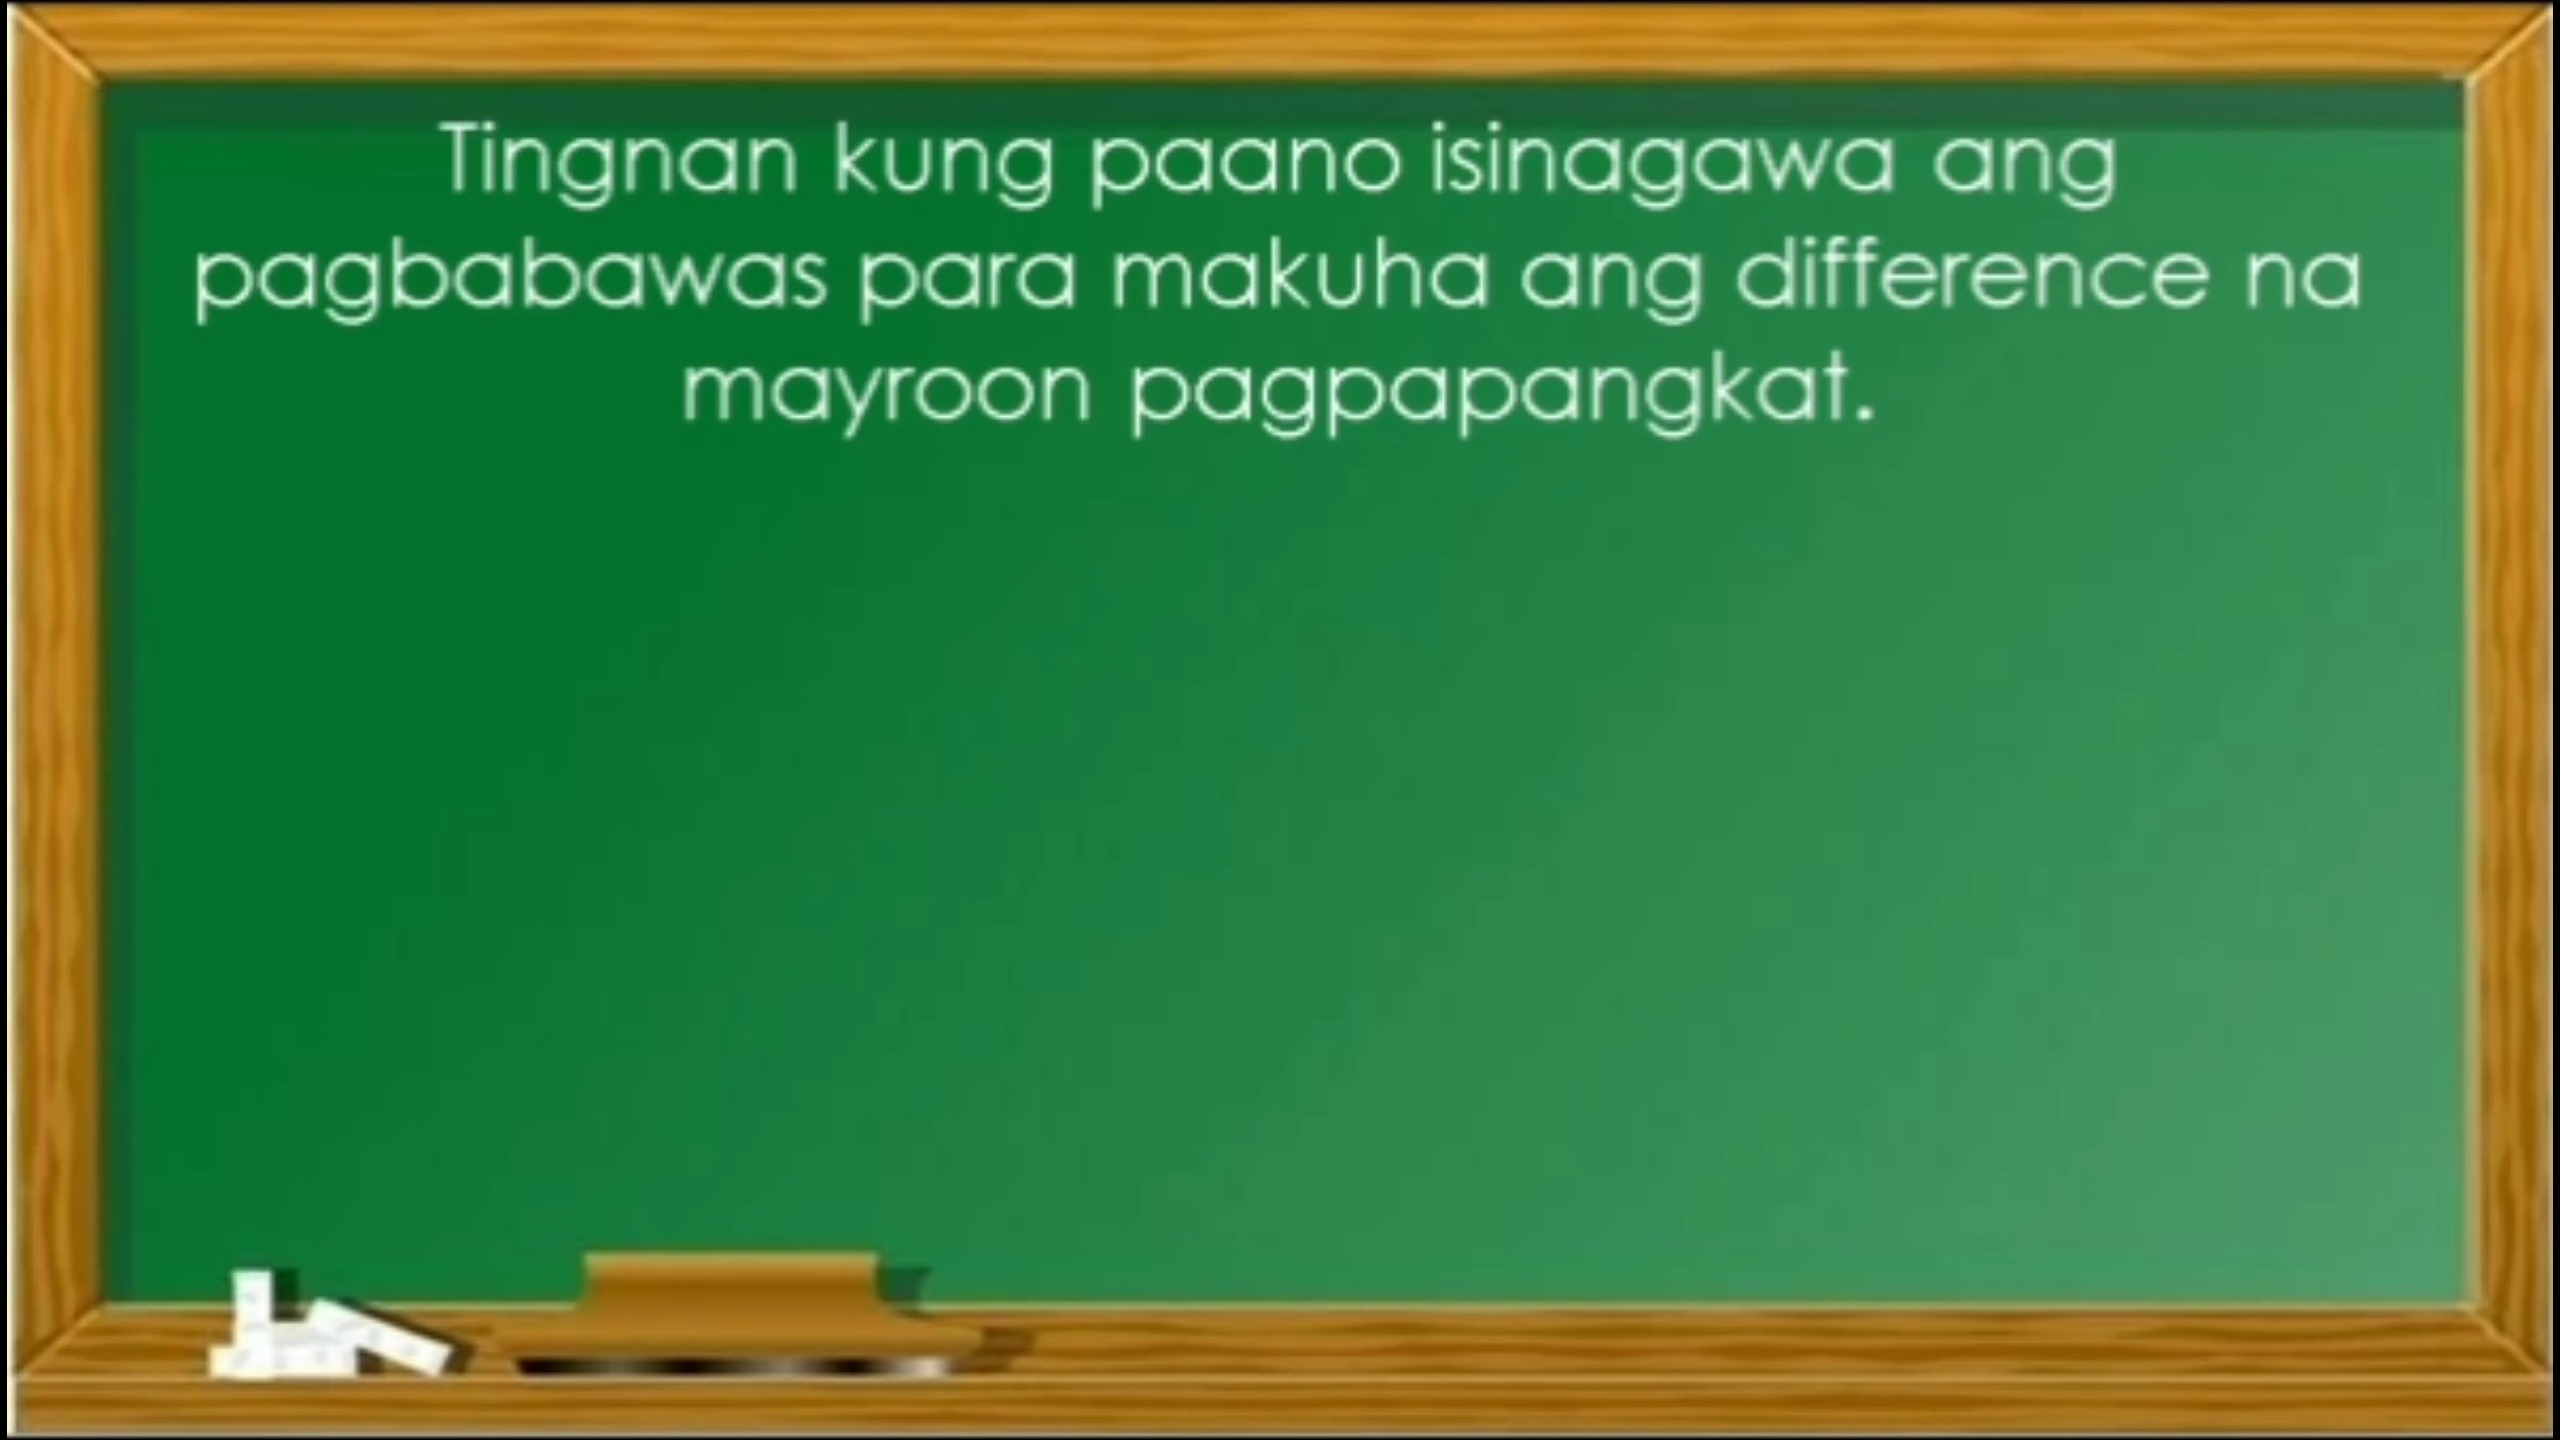 Tingnan kung paano isinagawa ang
pagbabawas para makuha ang difference na
mayroon pagpapangkat.